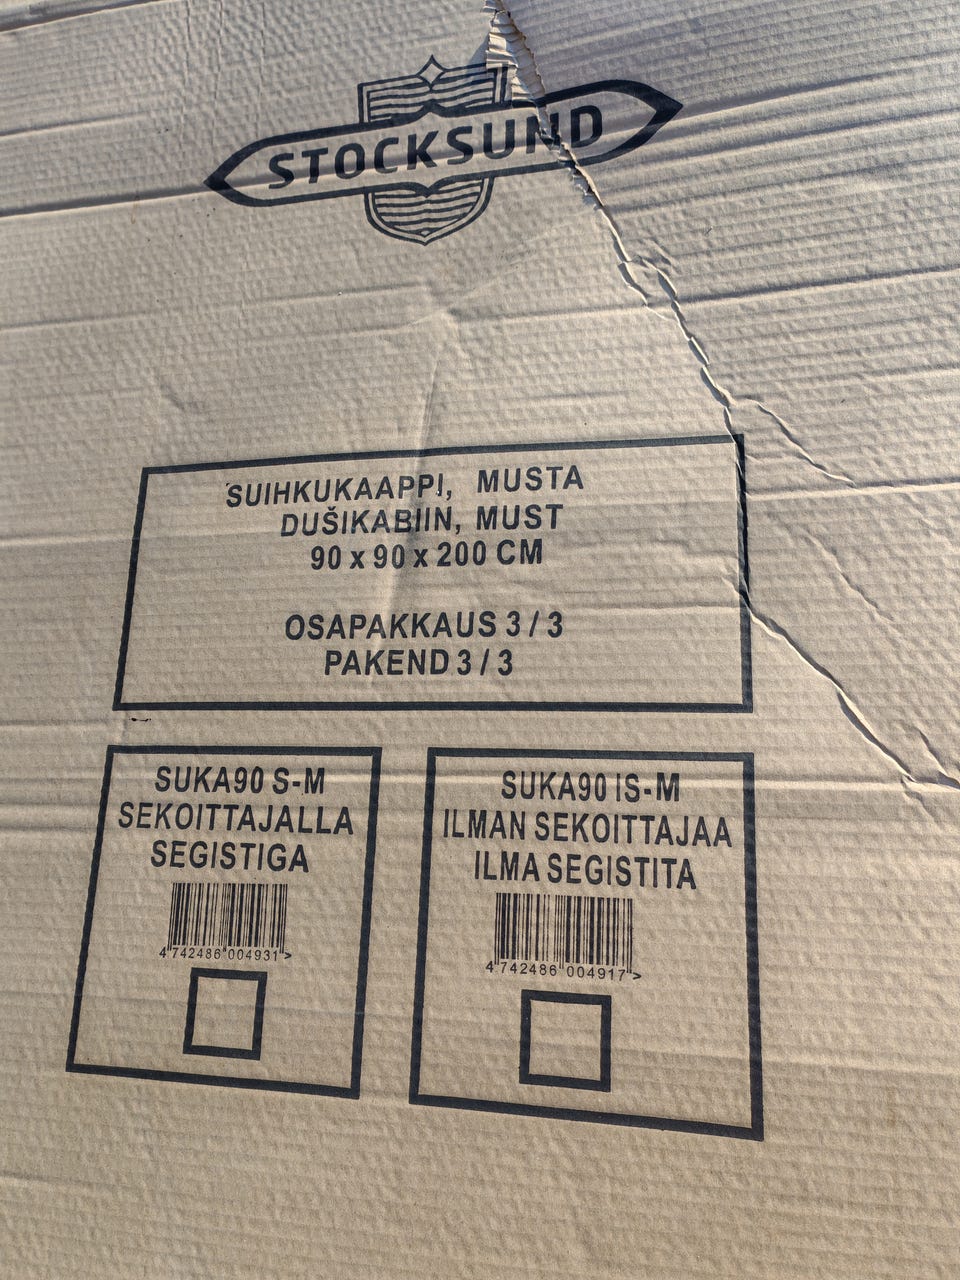 STOCKSUND
SUIHKUKAAPPI, MUSTA
DUŠIKABIIN, MUST
90 x 90 x 200 CM
OSAPAKKAUS 3 / 3
PAKEND 3 / 3
SUKA90 S-M
SEKOITTAJALLA
SEGISTIGA
4 742486 004931 >
SUKA90 IS-M
ILMAN SEKOITTAJAA
ILMA SEGISTITA
4 742486 004917 >